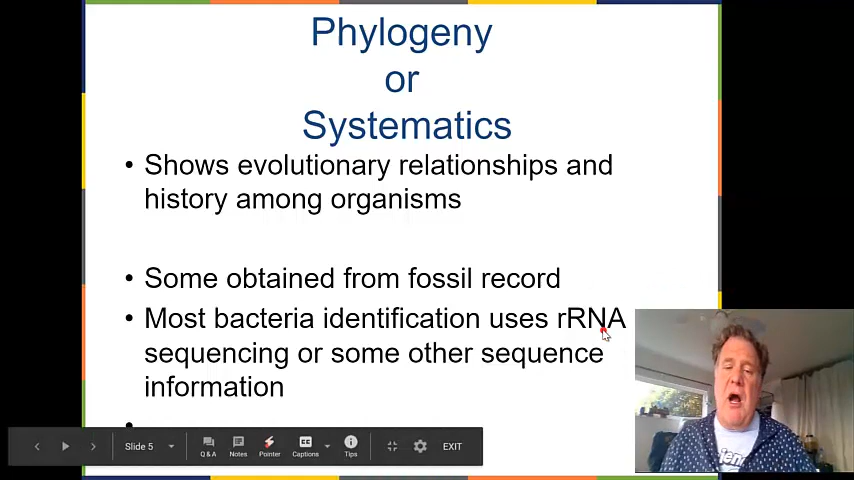 Phylogeny
or
Systematics
• Shows evolutionary relationships and
history among organisms
• Some obtained from fossil record
• Most bacteria identification uses rRNA
sequencing or some other sequence
information
•
Slide 5
Q & A
Notes
Pointer
Captions
Tips
EXIT